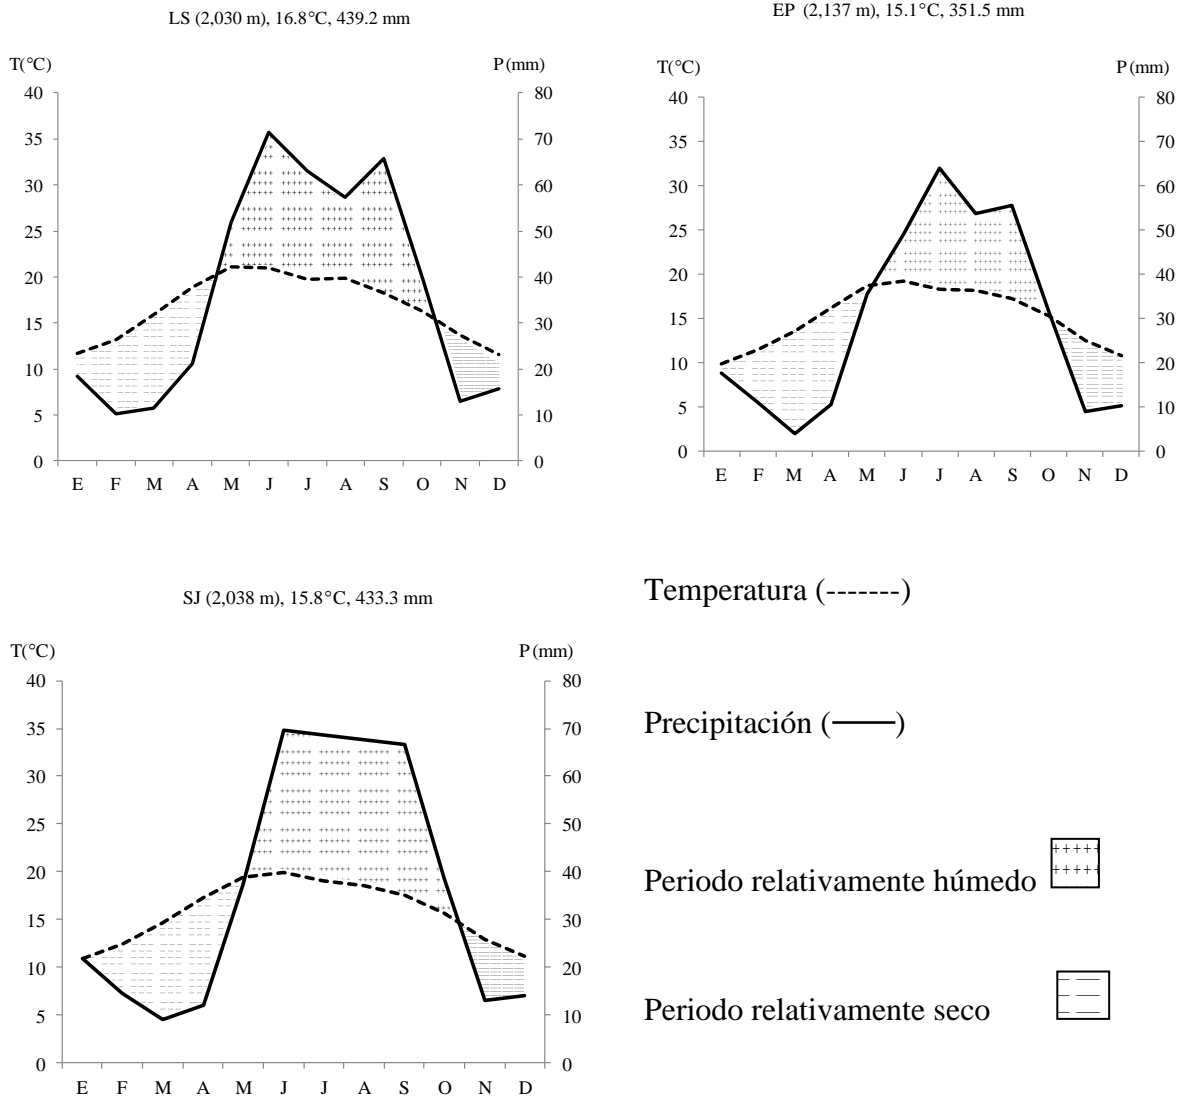 LS (2,030 m), 16.8°C, 439.2 mm
T(°C) P (mm)
40 80
35 70
30 60
25 50
20 40
15 30
10 20
5 10
0 0
E F M A M J J A S O N D
EP (2,137 m), 15.1°C, 351.5 mm
T(°C) P (mm)
40 80
35 70
30 60
25 50
20 40
15 30
10 20
5 10
0 0
E F M A M J J A S O N D
SJ (2,038 m), 15.8°C, 433.3 mm
T(°C) P (mm)
40 80
35 70
30 60
25 50
20 40
15 30
10 20
5 10
0 0
E F M A M J J A S O N D
Temperatura (-------)
Precipitación (——)
Periodo relativamente húmedo
Periodo relativamente seco